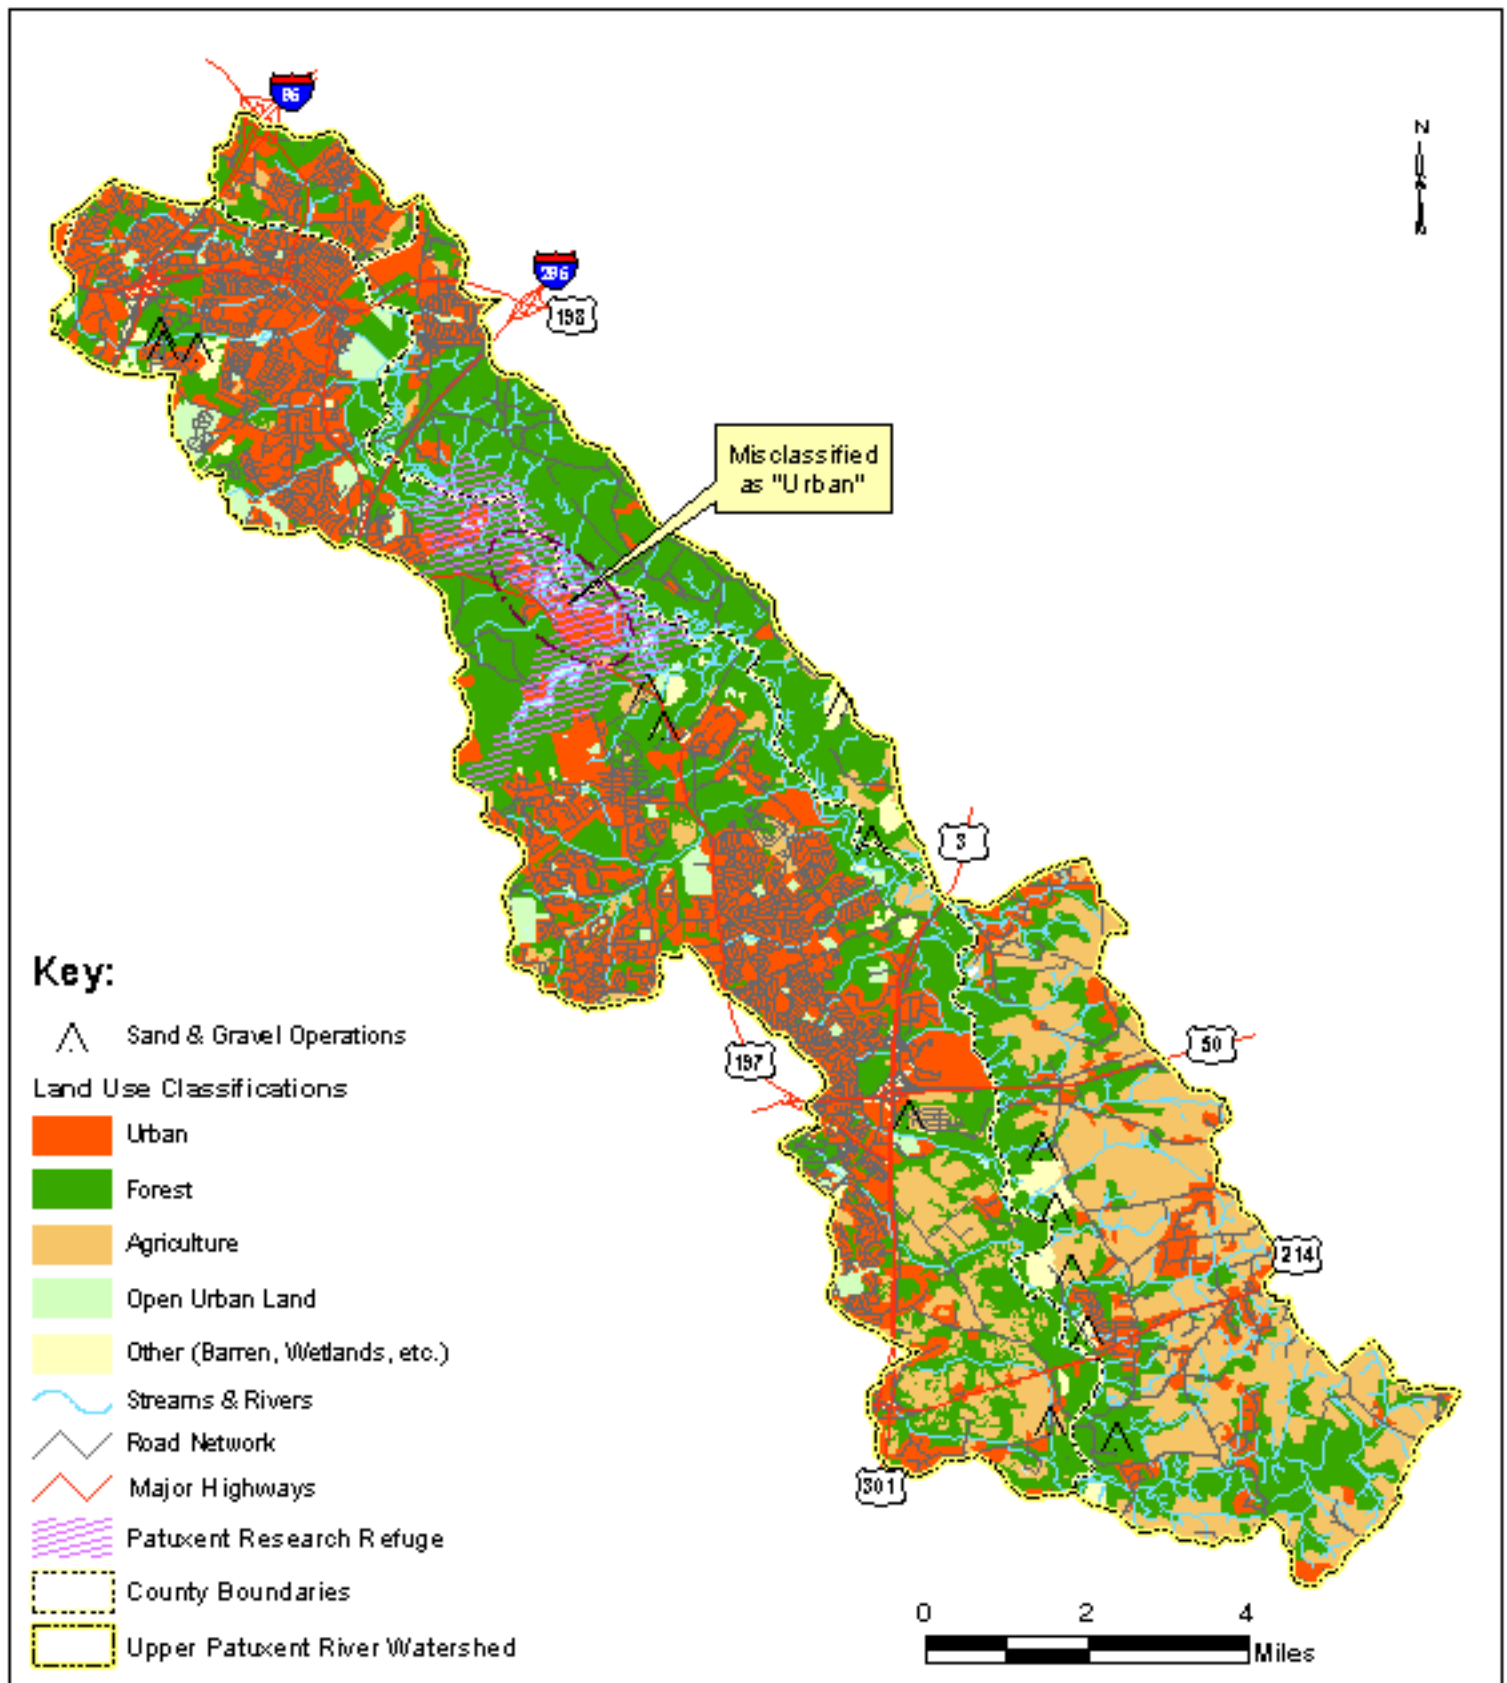 95
N
295
198
Misclassified
as "Urban"
3
Key:
Sand & Gravel Operations
197
50
Land Use Classifications
Urban
Forest
Agriculture
214
Open Urban Land
Other (Barren, Wetlands, etc.)
Streams & Rivers
Road Network
Major Highways
301
Patuxent Research Refuge
County Boundaries
0 2 4
Upper Patuxent River Watershed
Miles